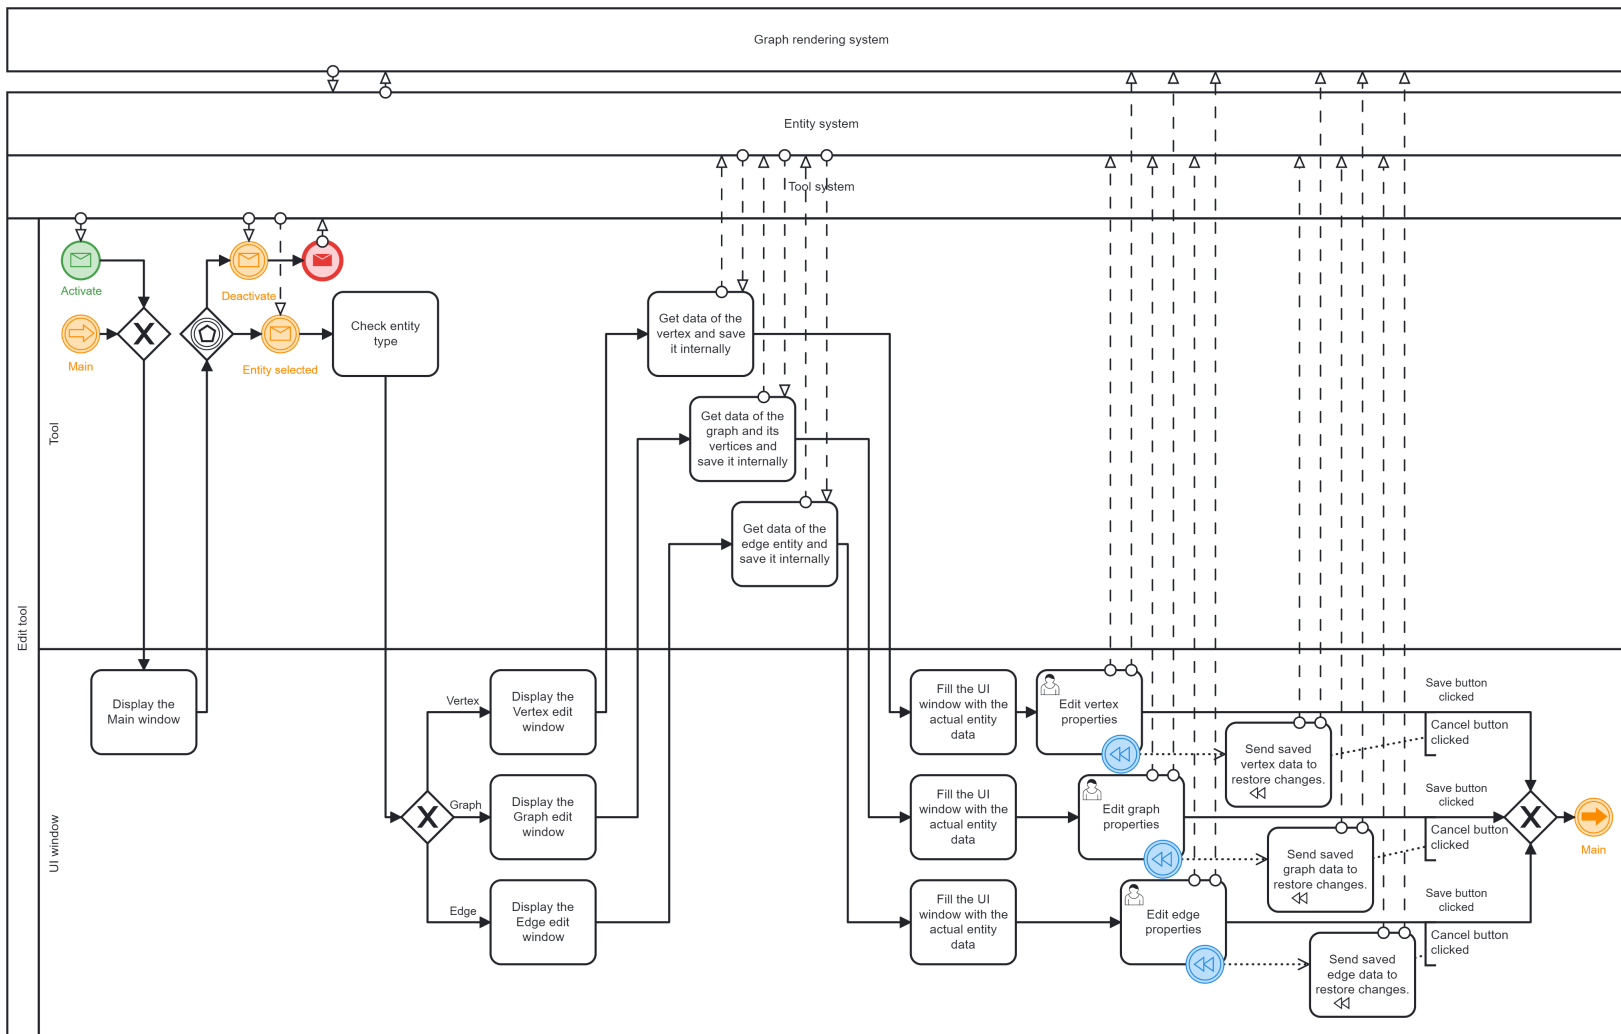 Graph rendering system
Entity system
Tool system
Edit tool
Tool
UI window
Activate
Main
Deactivate
Entity selected
Check entity
type
Get data of the
vertex and save
it internally
Get data of the
graph and its
vertices and
save it internally
Get data of the
edge entity and
save it internally
Display the
Main window
Vertex
Graph
Edge
Display the
Vertex edit
window
Display the
Graph edit
window
Display the
Edge edit
window
Fill the UI
window with the
actual entity
data
Fill the UI
window with the
actual entity
data
Fill the UI
window with the
actual entity
data
Edit vertex
properties
Edit graph
properties
Edit edge
properties
Send saved
vertex data to
restore changes.
Send saved
graph data to
restore changes.
Send saved
edge data to
restore changes.
Save button
clicked
Cancel button
clicked
Save button
clicked
Cancel button
clicked
Save button
clicked
Cancel button
clicked
Main